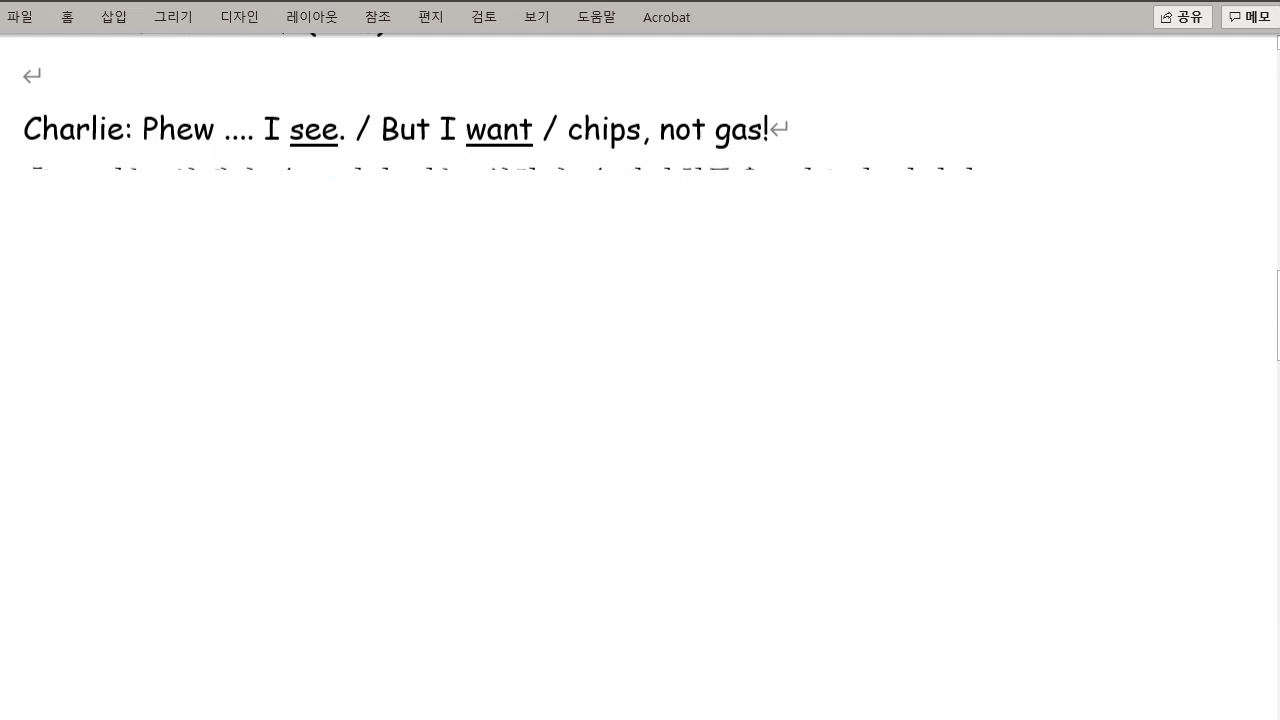 파일 홈 삽입 그리기 디자인 레이아웃 참조 편지 검토 보기 도움말 Acrobat 공유 메모
Charlie: Phew .... I see. / But I want / chips, not gas!